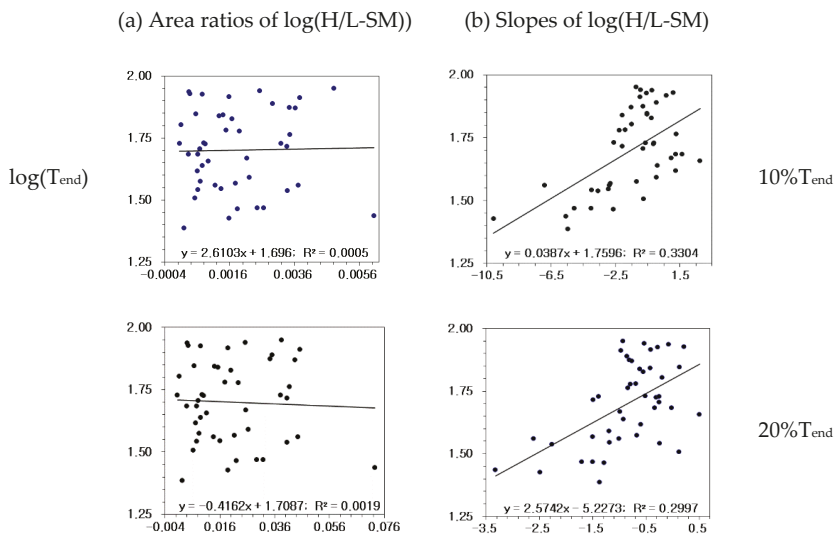 (a) Area ratios of log(H/L-SM))
(b) Slopes of log(H/L-SM)
log(Tend)
2.00
1.75
1.50
1.25
y = 2.6103x + 1.696; R² = 0.0005
-0.0004 0.0016 0.0036 0.0056
2.00
1.75
1.50
1.25
y = 0.0387x + 1.7596; R² = 0.3304
-10.5 -6.5 -2.5 1.5
10%Tend
2.00
1.75
1.50
1.25
y = -0.4162x + 1.7087; R² = 0.0019
-0.004 0.016 0.036 0.056 0.076
2.00
1.75
1.50
1.25
y = 2.5742x - 5.2273; R² = 0.2997
-3.5 -2.5 -1.5 -0.5 0.5
20%Tend